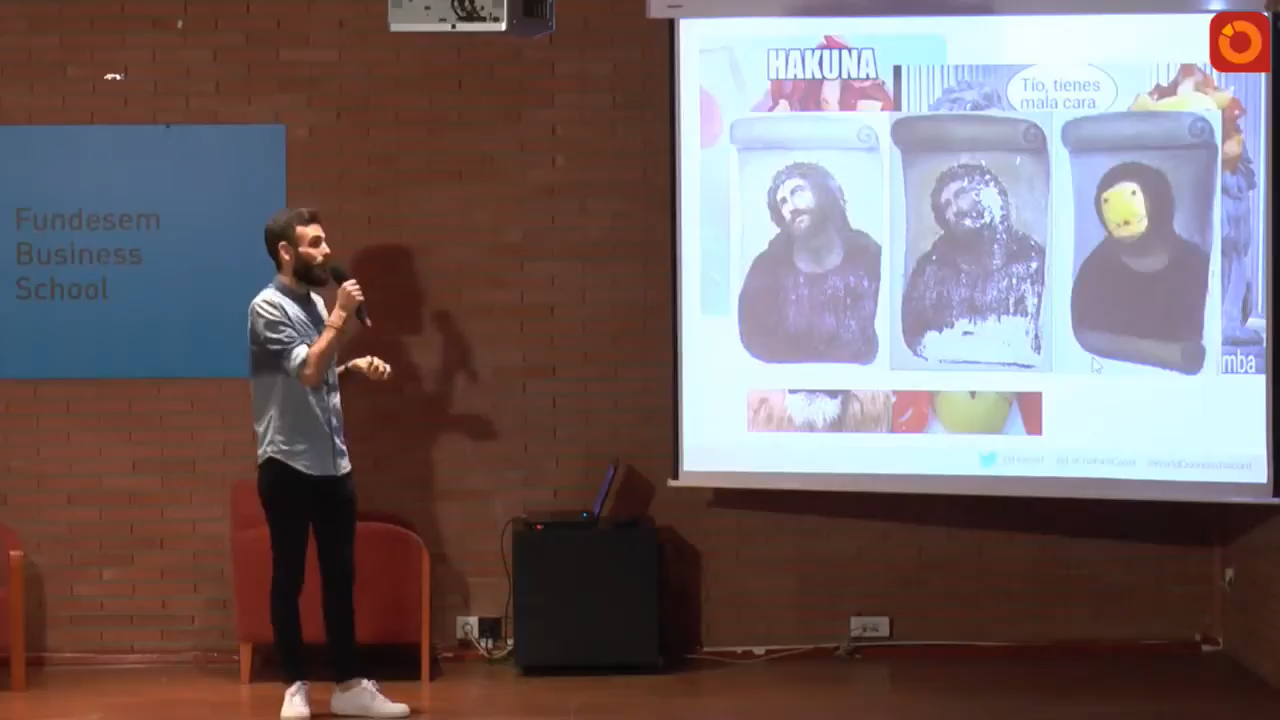 Fundesem
Business
School
HAKUNA
Tío, tienes
mala cara.
mba